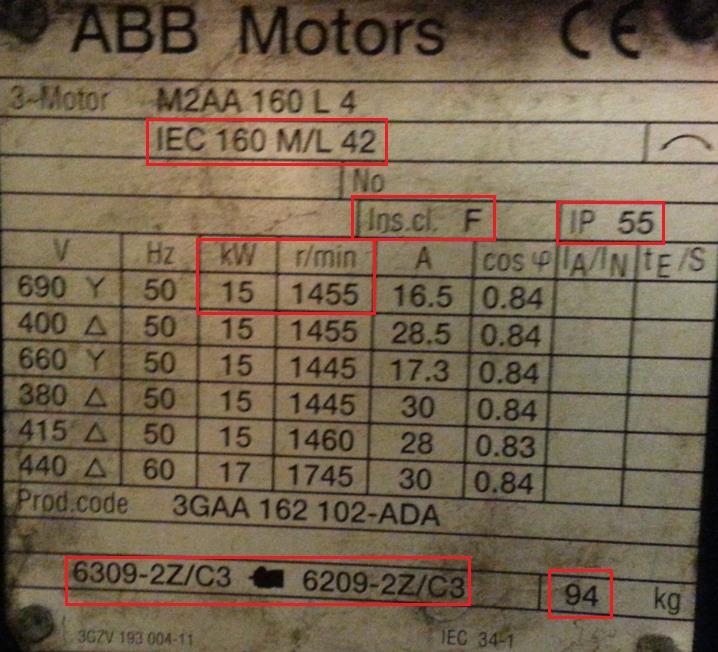 ABB Motors CE
3~Motor M2AA 160 L 4
IEC 160 M/L 42
No
Ins.cl. F IP 55
V Hz kW r/min A cos φ IA/IN tE/S
690 Y 50 15 1455 16.5 0.84
400 Δ 50 15 1455 28.5 0.84
660 Y 50 15 1445 17.3 0.84
380 Δ 50 15 1445 30 0.84
415 Δ 50 15 1460 28 0.83
440 Δ 60 17 1745 30 0.84
Prod.code 3GAA 162 102-ADA
6309-2Z/C3 6209-2Z/C3 94 kg
3GZV 193 004-11 IEC 34-1